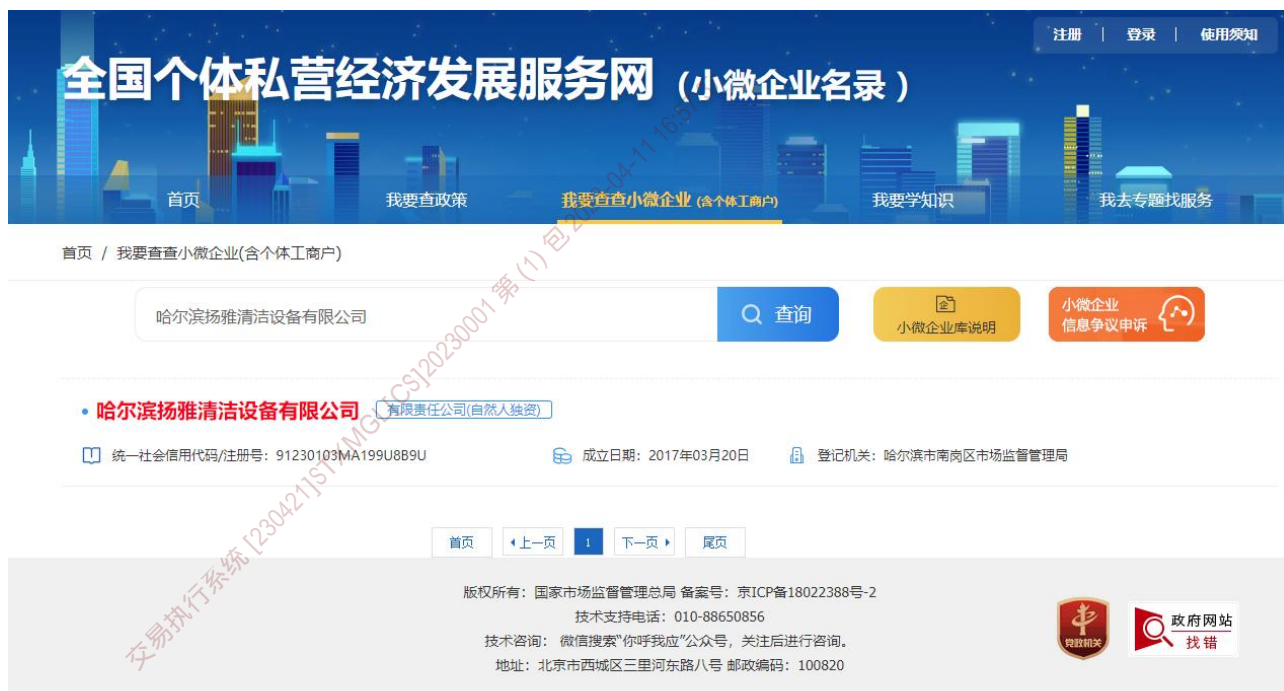 注册 | 登录 | 使用须知
全国个体私营经济发展服务网（小微企业名录）
首页 我要查政策 我要查查小微企业 (含个体工商户) 我要学知识 我去专题找服务
首页 / 我要查查小微企业(含个体工商户)
哈尔滨扬雅清洁设备有限公司 查询
小微企业库说明
小微企业
信息争议申诉
哈尔滨扬雅清洁设备有限公司 有限责任公司(自然人独资)
统一社会信用代码/注册号：91230103MA199U8B9U 成立日期：2017年03月20日 登记机关：哈尔滨市南岗区市场监督管理局
首页 上一页 1 下一页 尾页
版权所有：国家市场监督管理总局 备案号：京ICP备18022388号-2
技术支持电话：010-88650856
技术咨询： 微信搜索“你呼我应”公众号，关注后进行咨询。
地址：北京市西城区三里河东路八号 邮政编码：100820
党政机关
政府网站
找错
交易执行系统 [230421]STXMGL[CS]20230001 第 (1) 包